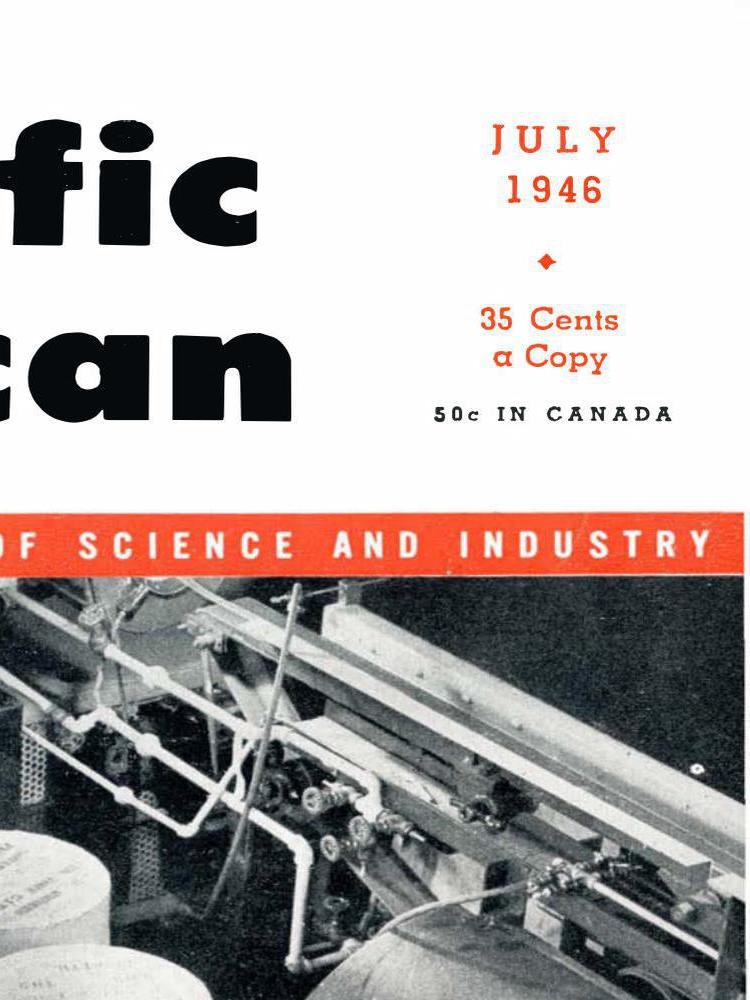 fic
can
JULY
1946
35 Cents
a Copy
50c IN CANADA
OF SCIENCE AND INDUSTRY